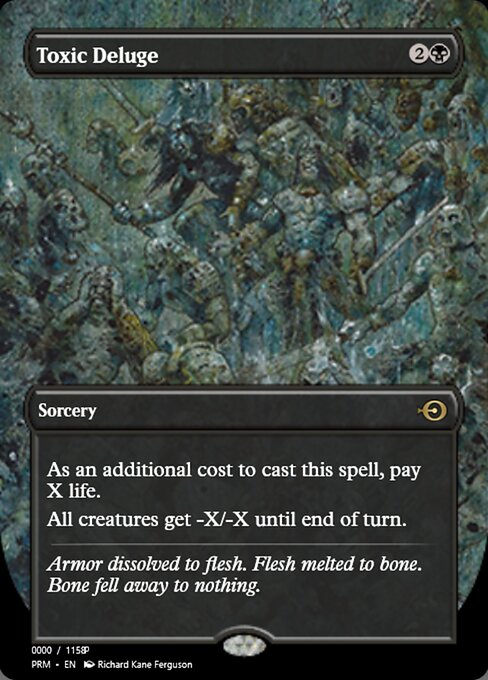 Toxic Deluge 2
Sorcery
As an additional cost to cast this spell, pay
X life.
All creatures get -X/-X until end of turn.
Armor dissolved to flesh. Flesh melted to bone.
Bone fell away to nothing.
0000 / 1158P
PRM • EN Richard Kane Ferguson